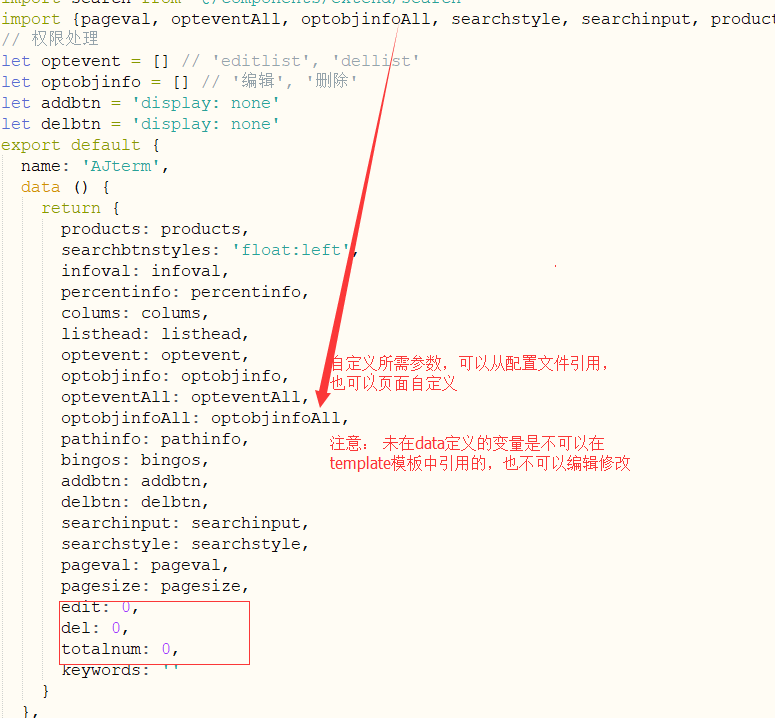 import search from '@/components/extend/search'
import {pageval, opteventAll, optobjinfoAll, searchstyle, searchinput, product
// 权限处理
let optevent = [] // 'editlist', 'dellist'
let optobjinfo = [] // '编辑', '删除'
let addbtn = 'display: none'
let delbtn = 'display: none'
export default {
name: 'AJterm',
data () {
return {
products: products,
searchbtnstyles: 'float:left',
infoval: infoval,
percentinfo: percentinfo,
colums: colums,
listhead: listhead,
optevent: optevent,
optobjinfo: optobjinfo,
opteventAll: opteventAll,
optobjinfoAll: optobjinfoAll,
pathinfo: pathinfo,
bingos: bingos,
addbtn: addbtn,
delbtn: delbtn,
searchinput: searchinput,
searchstyle: searchstyle,
pageval: pageval,
pagesize: pagesize,
edit: 0,
del: 0,
totalnum: 0,
keywords: ''
}
},
自定义所需参数，可以从配置文件引用，
也可以页面自定义
注意： 未在data定义的变量是不可以在
template模板中引用的，也不可以编辑修改